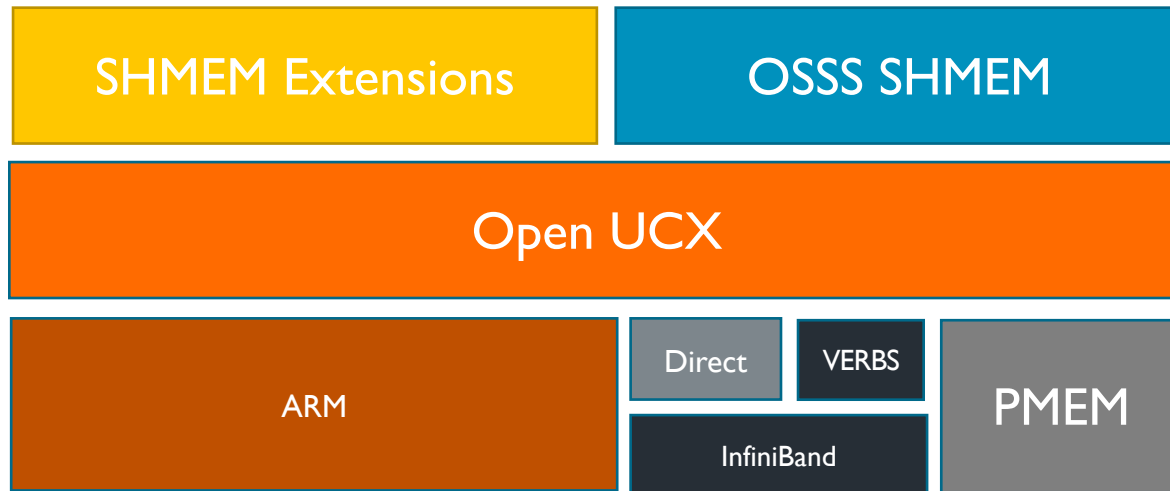 SHMEM Extensions
OSSS SHMEM
Open UCX
ARM
Direct
VERBS
InfiniBand
PMEM